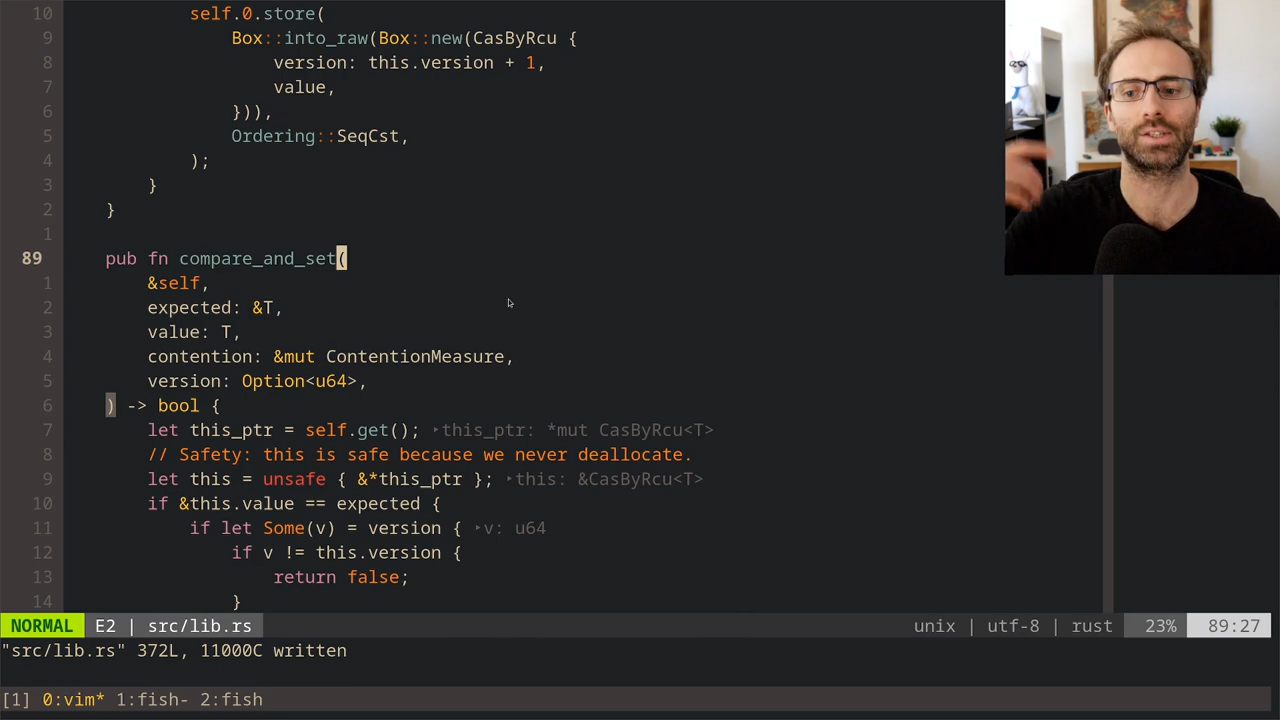 10 self.0.store(
9 Box::into_raw(Box::new(CasByRcu {
8 version: this.version + 1,
7 value,
6 })),
5 Ordering::SeqCst,
4 );
3 }
2 }
1
89 pub fn compare_and_set(
1 &self,
2 expected: &T,
3 value: T,
4 contention: &mut ContentionMeasure,
5 version: Option<u64>,
6 ) -> bool {
7 let this_ptr = self.get(); ‣this_ptr: *mut CasByRcu<T>
8 // Safety: this is safe because we never deallocate.
9 let this = unsafe { &*this_ptr }; ‣this: &CasByRcu<T>
10 if &this.value == expected {
11 if let Some(v) = version { ‣v: u64
12 if v != this.version {
13 return false;
14 }
NORMAL E2 | src/lib.rs unix | utf-8 | rust 23% 89:27
"src/lib.rs" 372L, 11000C written
[1] 0:vim* 1:fish- 2:fish